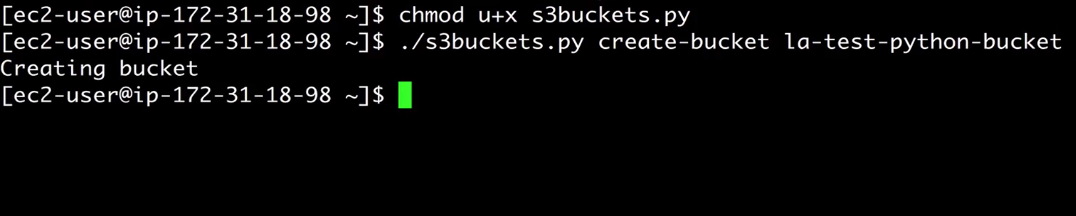 [ec2-user@ip-172-31-18-98 ~]$ chmod u+x s3buckets.py
[ec2-user@ip-172-31-18-98 ~]$ ./s3buckets.py create-bucket la-test-python-bucket
Creating bucket
[ec2-user@ip-172-31-18-98 ~]$